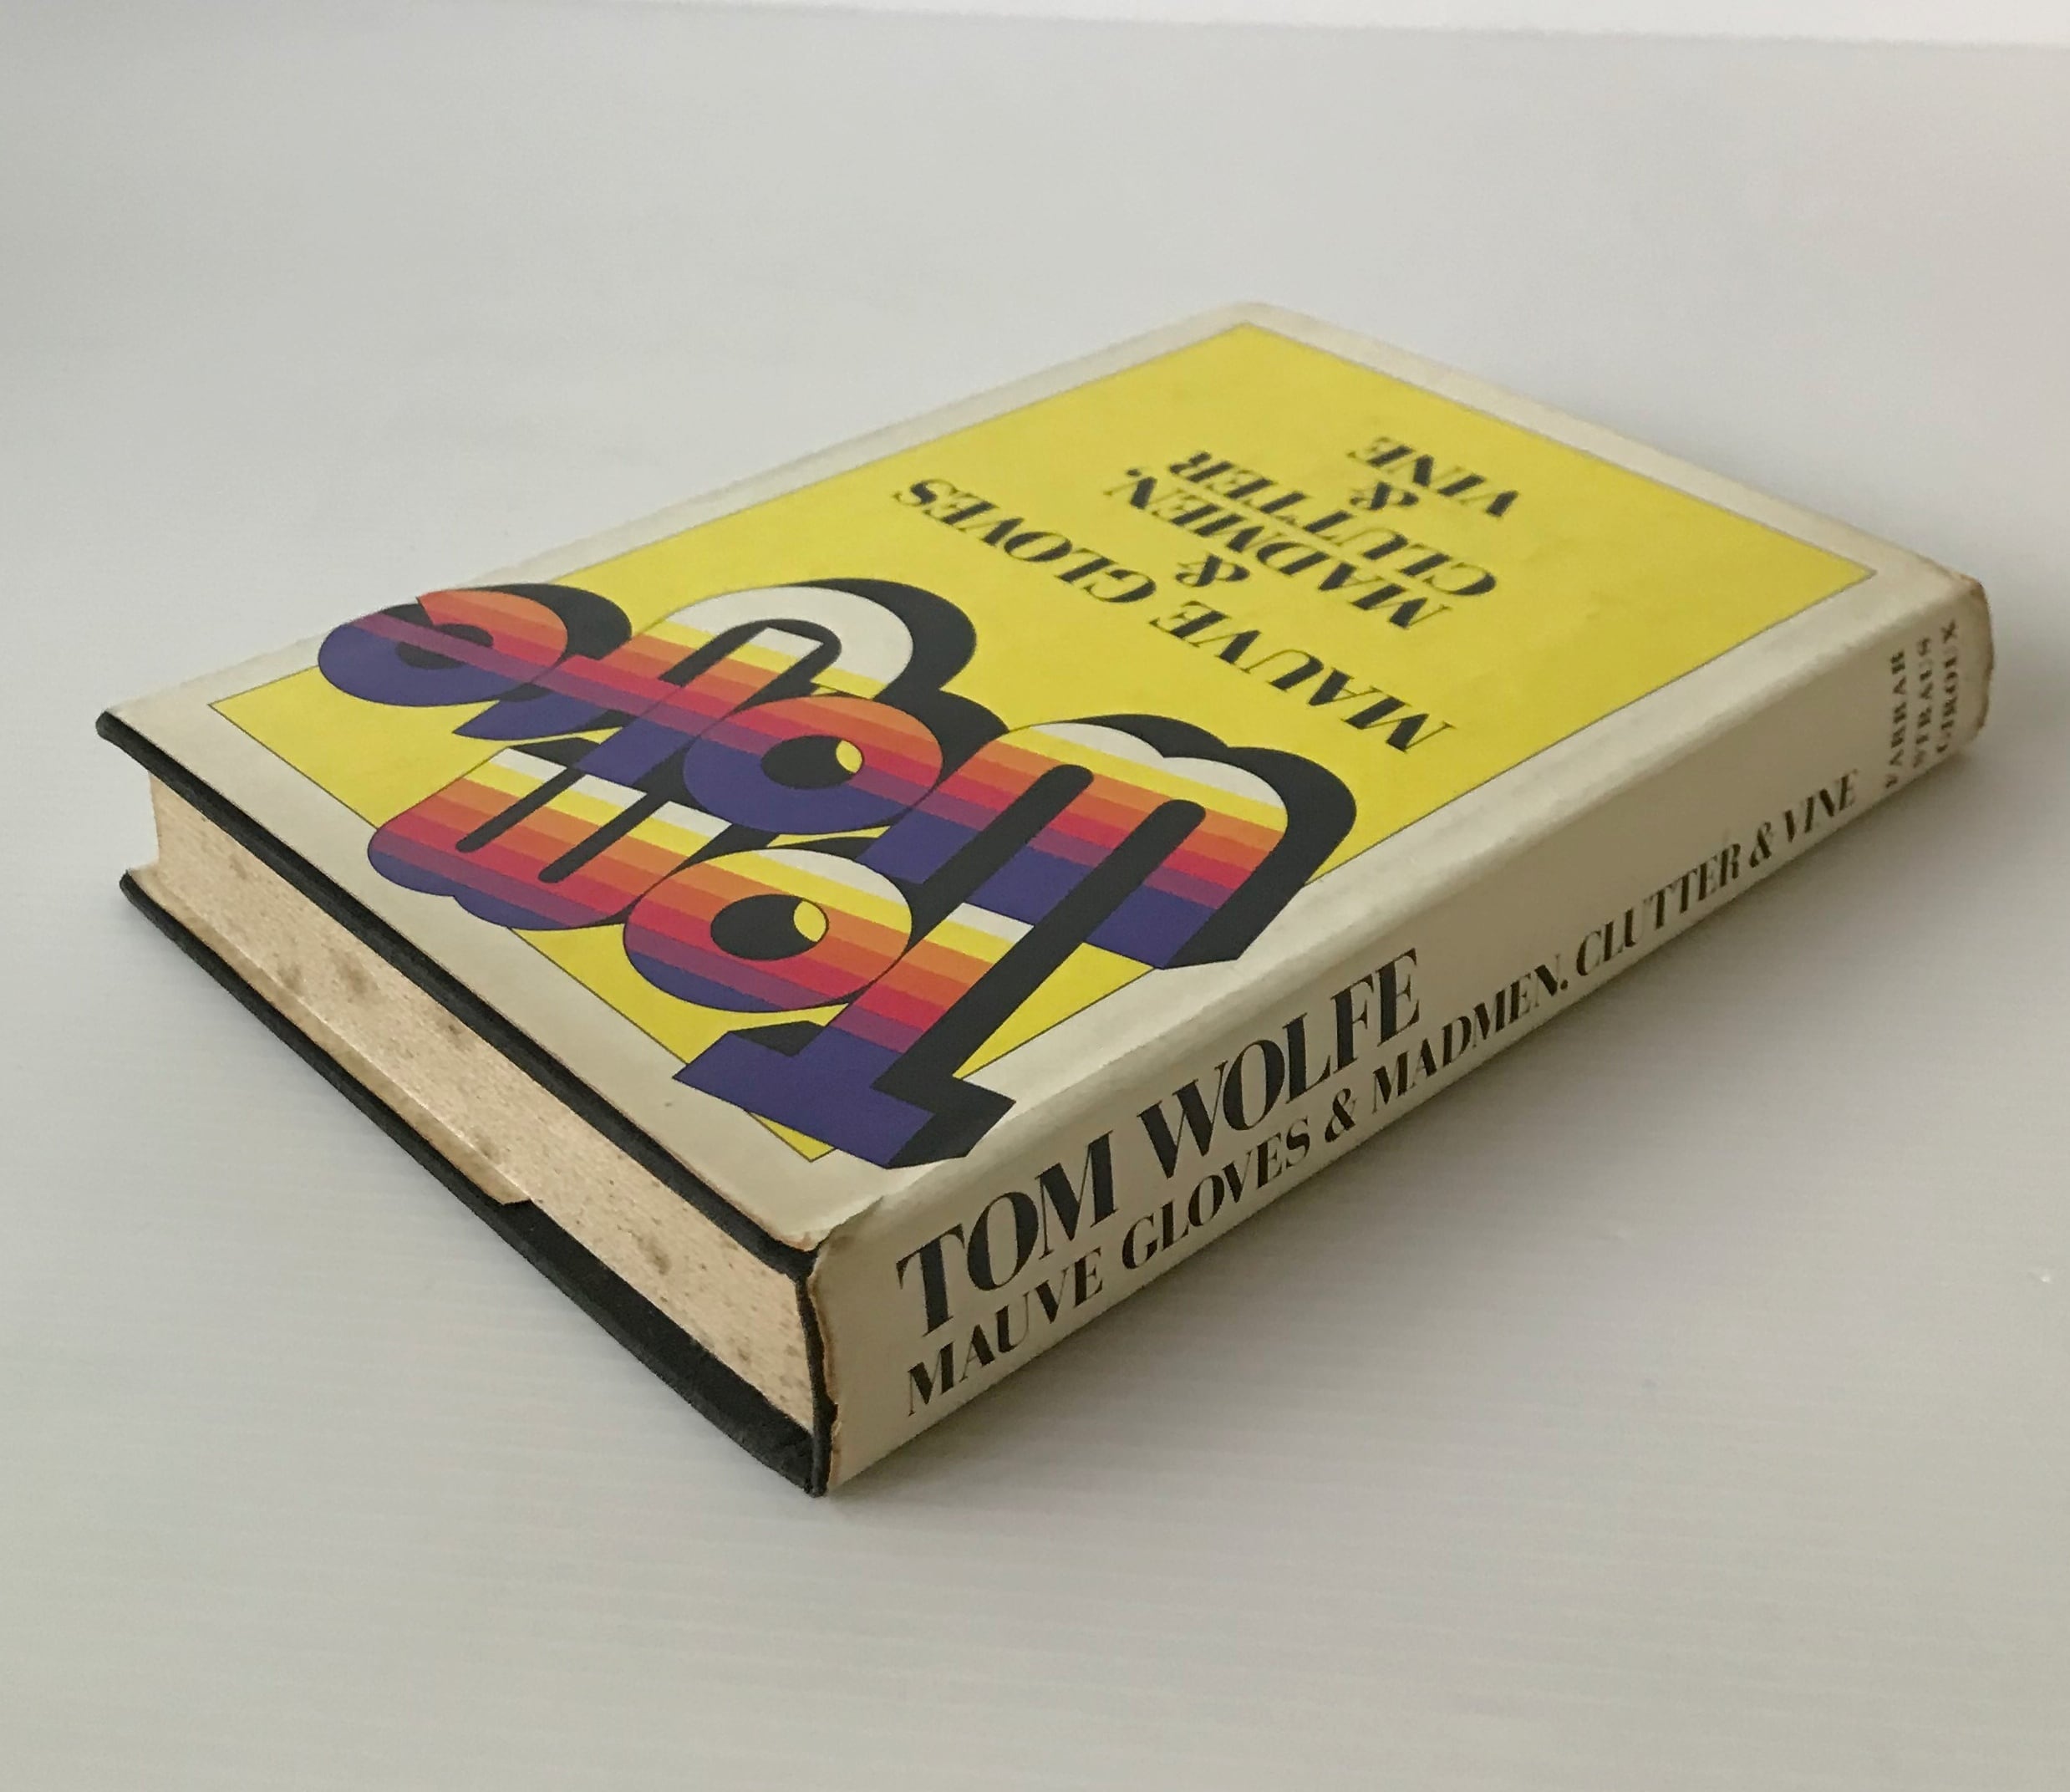 Tom
Wolfe
MAUVE GLOVES
&
MADMEN,
CLUTTER
&
VINE
TOM WOLFE
MAUVE GLOVES & MADMEN, CLUTTER & VINE
FARRAR
STRAUS
GIROUX